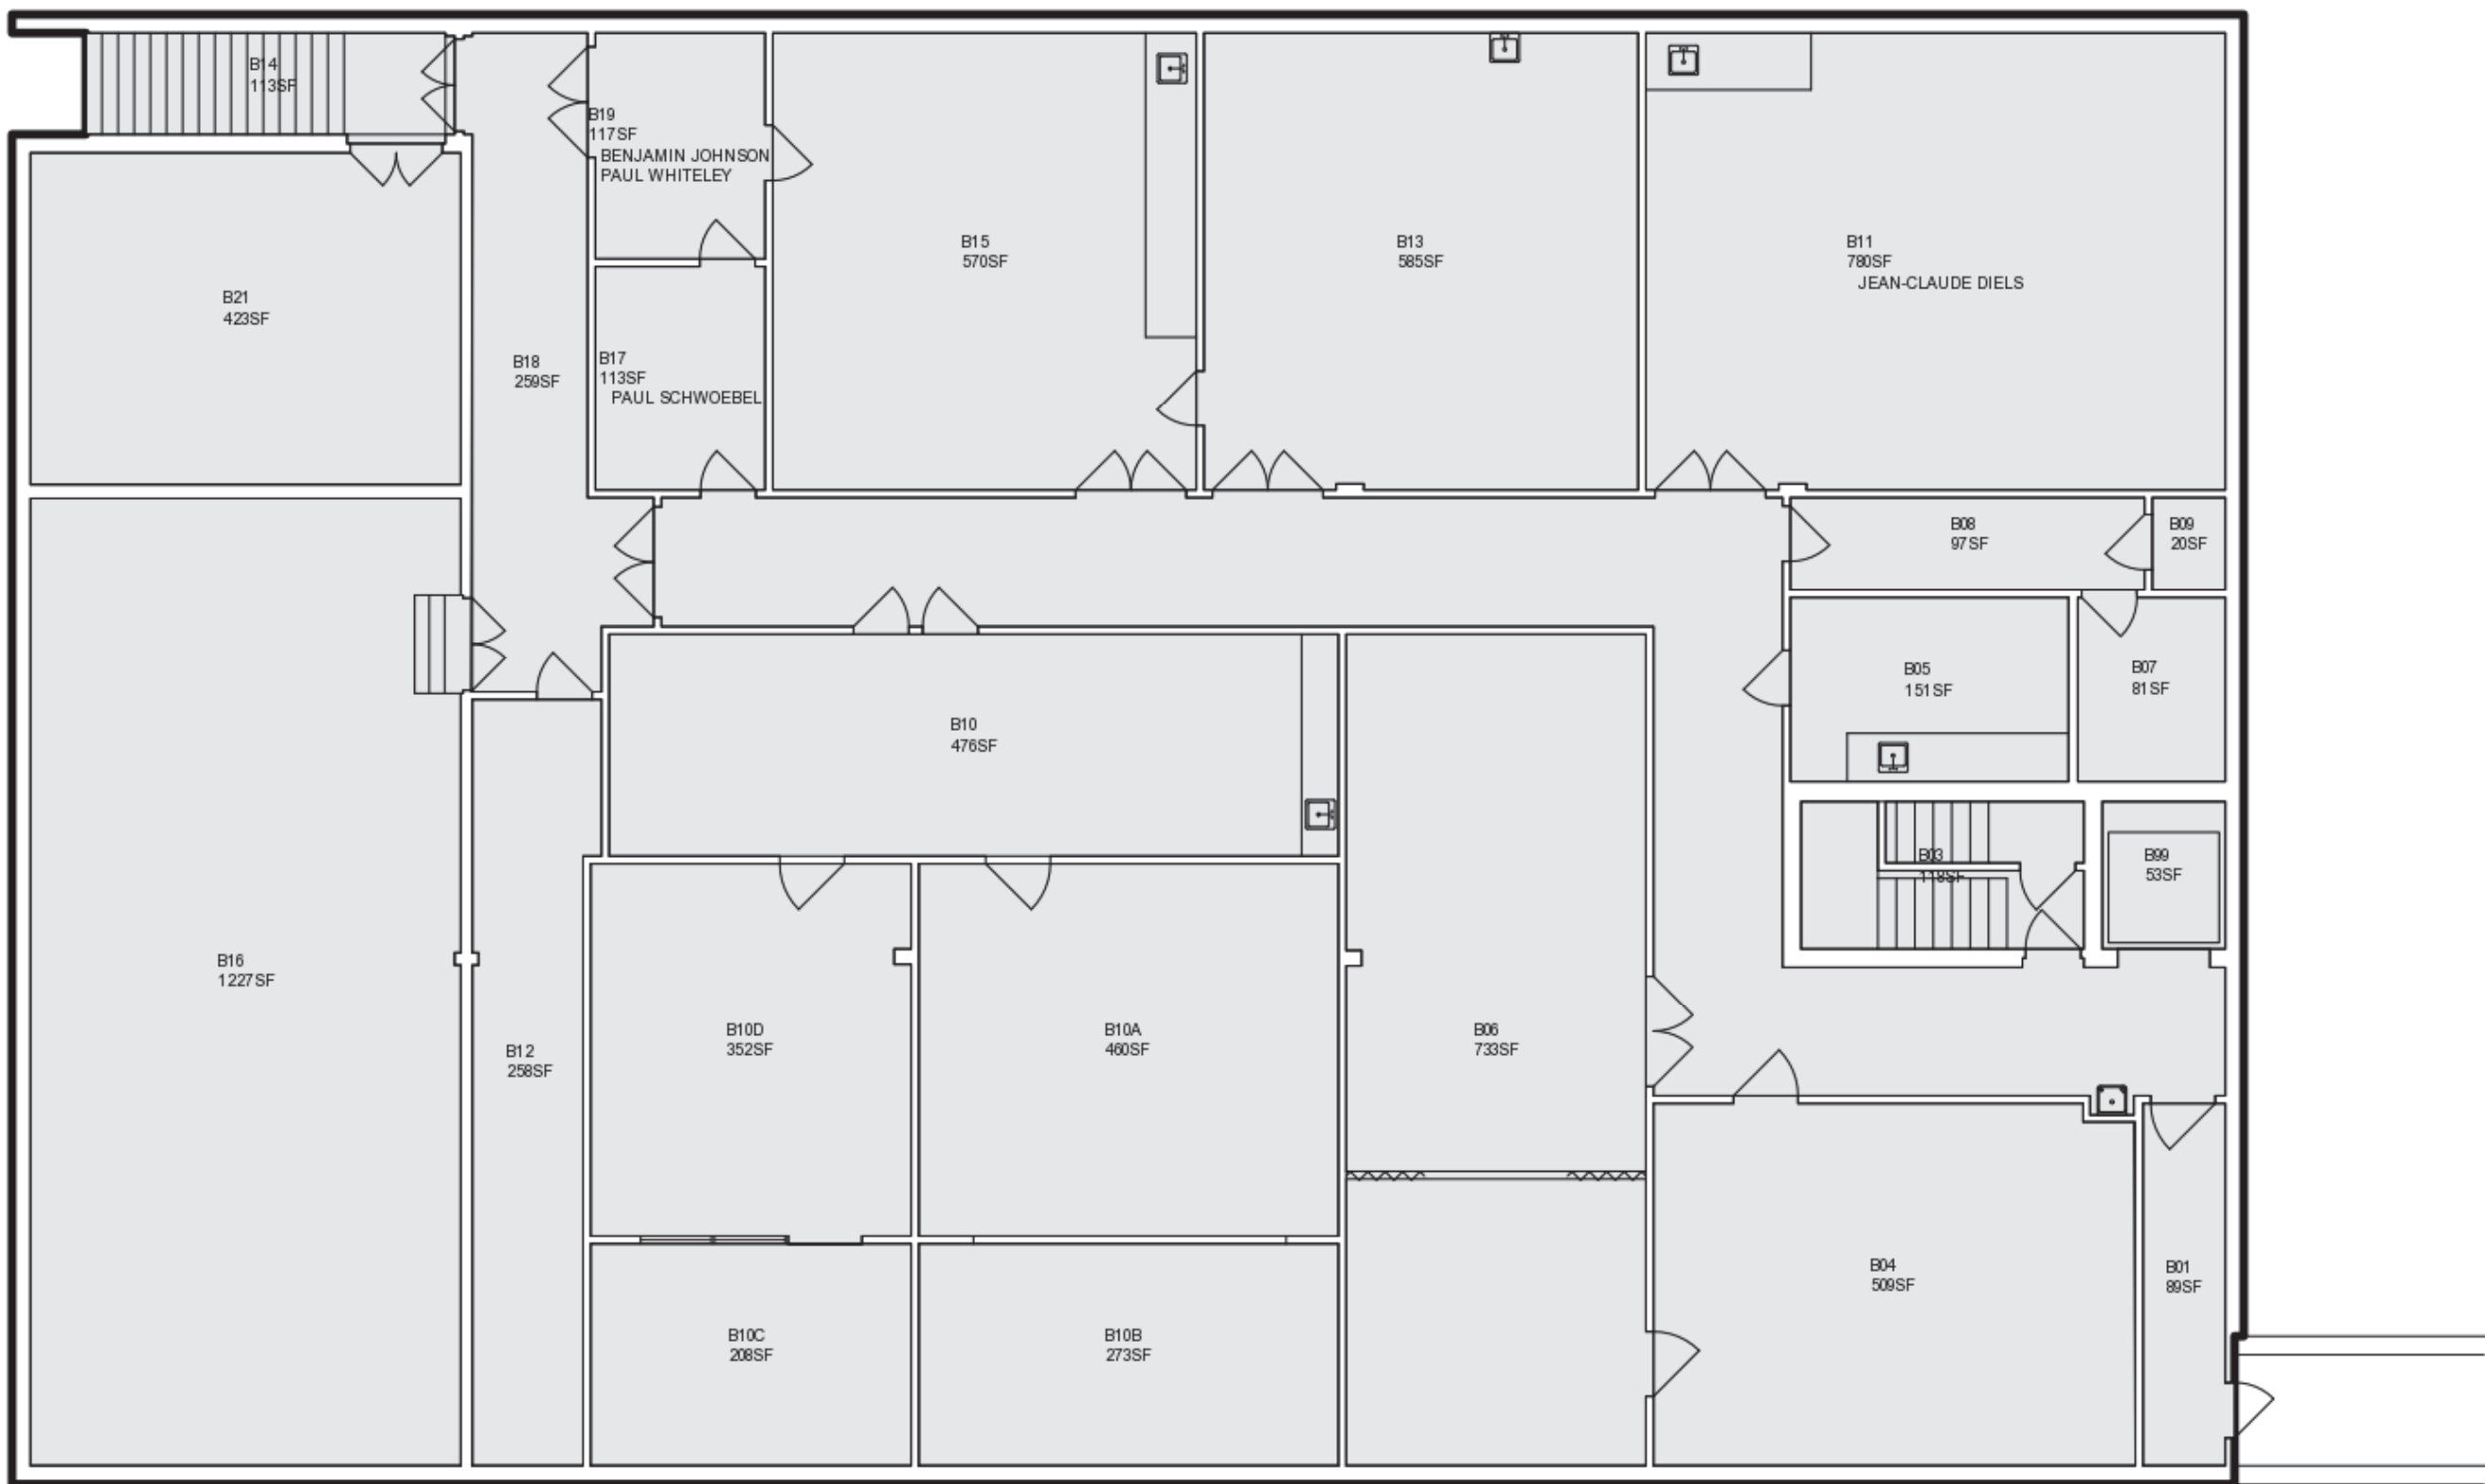 B14
113SF
B19
117SF
BENJAMIN JOHNSON
PAUL WHITELEY
B15
570SF
B13
585SF
B11
780SF
JEAN-CLAUDE DIELS
B21
423SF
B18
259SF
B17
113SF
PAUL SCHWOEBEL
B08
97SF
B09
20SF
B05
151SF
B07
81SF
B10
476SF
B03
118SF
B99
53SF
B16
1227SF
B12
258SF
B10D
352SF
B10A
460SF
B06
733SF
B04
509SF
B01
89SF
B10C
208SF
B10B
273SF